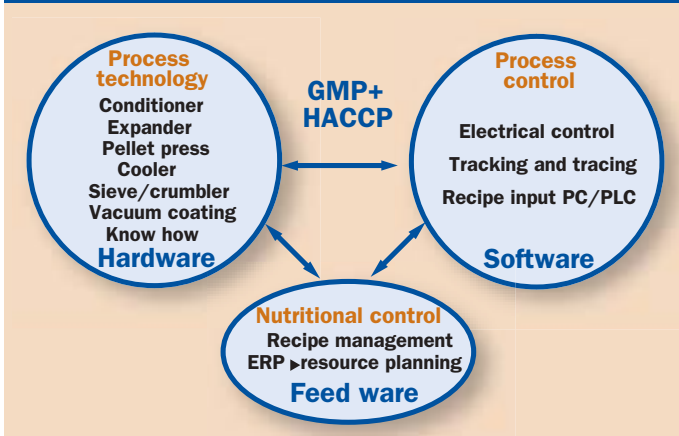 Process
technology
Conditioner
Expander
Pellet press
Cooler
Sieve/crumbler
Vacuum coating
Know how
Hardware
GMP+
HACCP
Process
control
Electrical control
Tracking and tracing
Recipe input PC/PLC
Software
Nutritional control
Recipe management
ERP ▶resource planning
Feed ware